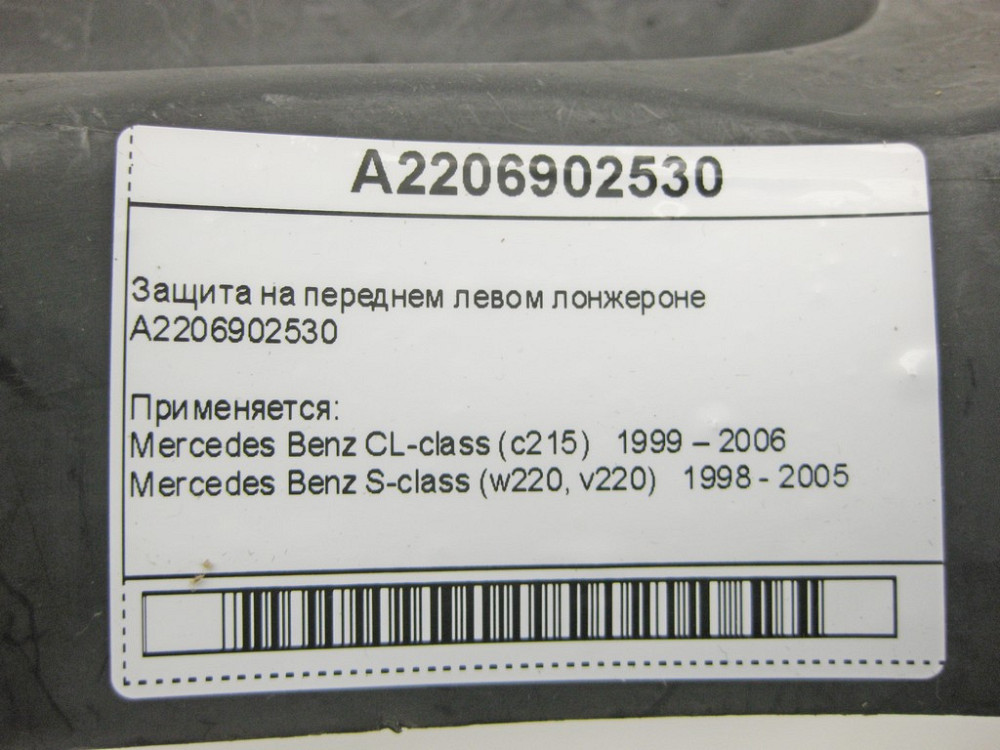 A2206902530
Защита на переднем левом лонжероне
A2206902530
Применяется:
Mercedes Benz CL-class (c215) 1999 – 2006
Mercedes Benz S-class (w220, v220) 1998 - 2005